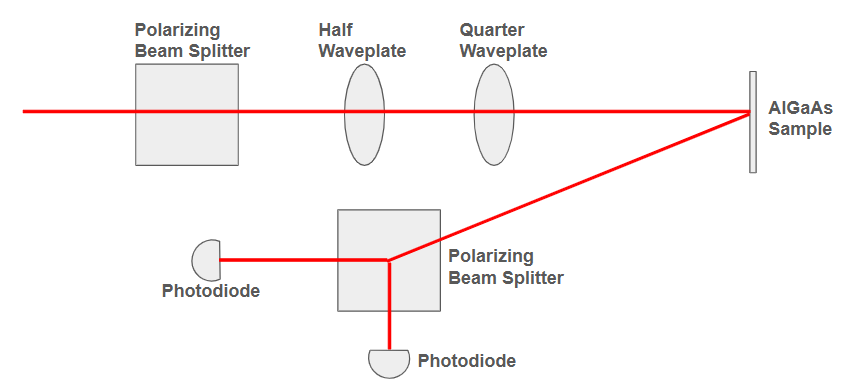 Polarizing
Beam Splitter
Half
Waveplate
Quarter
Waveplate
AlGaAs
Sample
Polarizing
Beam Splitter
Photodiode
Photodiode